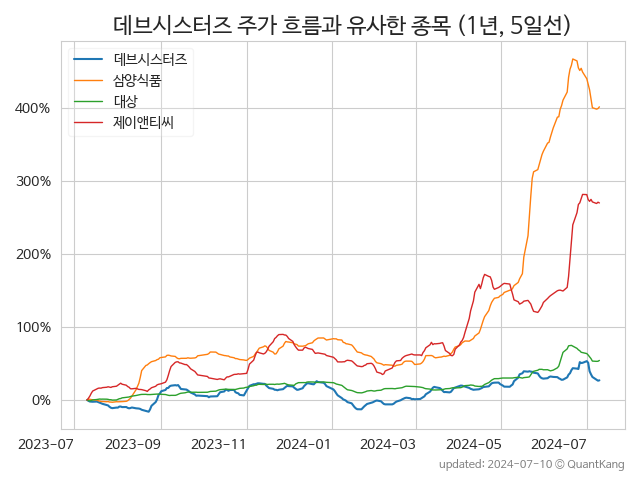 데브시스터즈 주가 흐름과 유사한 종목 (1년, 5일선)
데브시스터즈
삼양식품
대상
제이앤티씨
400%
300%
200%
100%
0%
2023-07 2023-09 2023-11 2024-01 2024-03 2024-05 2024-07
updated: 2024-07-10 © QuantKang